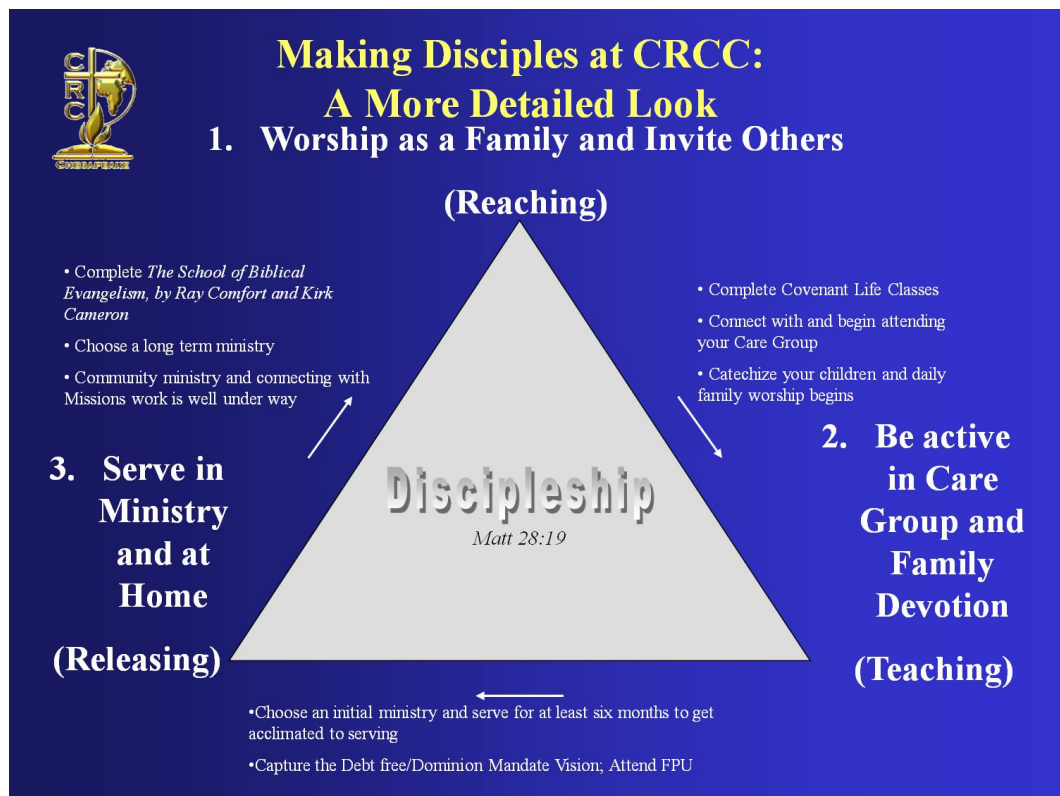 CRC
CHESAPEAKE
Making Disciples at CRCC:
A More Detailed Look
1. Worship as a Family and Invite Others
(Reaching)
• Complete The School of Biblical
Evangelism, by Ray Comfort and Kirk
Cameron
• Choose a long term ministry
• Community ministry and connecting with
Missions work is well under way
• Complete Covenant Life Classes
• Connect with and begin attending
your Care Group
• Catechize your children and daily
family worship begins
2. Be active
in Care
Group and
Family
Devotion
(Teaching)
3. Serve in
Ministry
and at
Home
(Releasing)
Discipleship
Matt 28:19
•Choose an initial ministry and serve for at least six months to get
acclimated to serving
•Capture the Debt free/Dominion Mandate Vision; Attend FPU